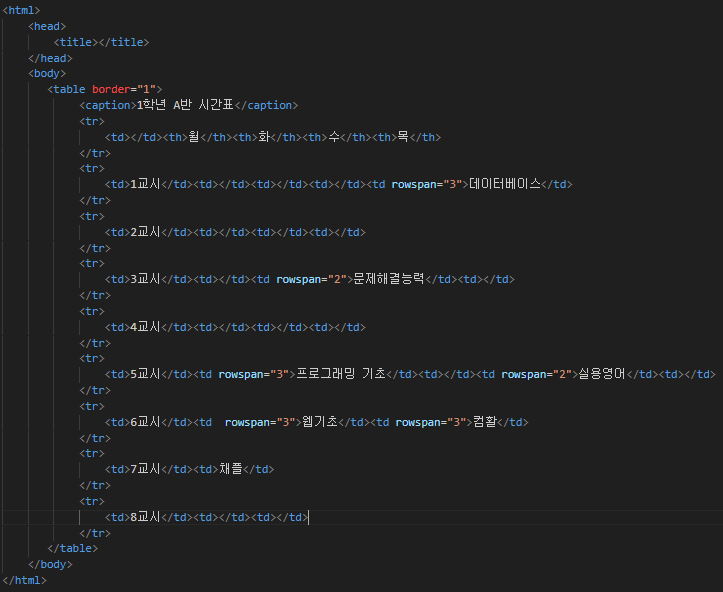 <html>
<head>
<title></title>
</head>
<body>
<table border="1">
<caption>1학년 A반 시간표</caption>
<tr>
<td></td><th>월</th><th>화</th><th>수</th><th>목</th>
</tr>
<tr>
<td>1교시</td><td></td><td></td><td></td><td rowspan="3">데이터베이스</td>
</tr>
<tr>
<td>2교시</td><td></td><td></td><td></td>
</tr>
<tr>
<td>3교시</td><td></td><td rowspan="2">문제해결능력</td><td></td>
</tr>
<tr>
<td>4교시</td><td></td><td></td><td></td>
</tr>
<tr>
<td>5교시</td><td rowspan="3">프로그래밍 기초</td><td></td><td rowspan="2">실용영어</td><td></td>
</tr>
<tr>
<td>6교시</td><td  rowspan="3">웹기초</td><td rowspan="3">컴활</td>
</tr>
<tr>
<td>7교시</td><td>채플</td>
</tr>
<tr>
<td>8교시</td><td></td><td></td>
</tr>
</table>
</body>
</html>